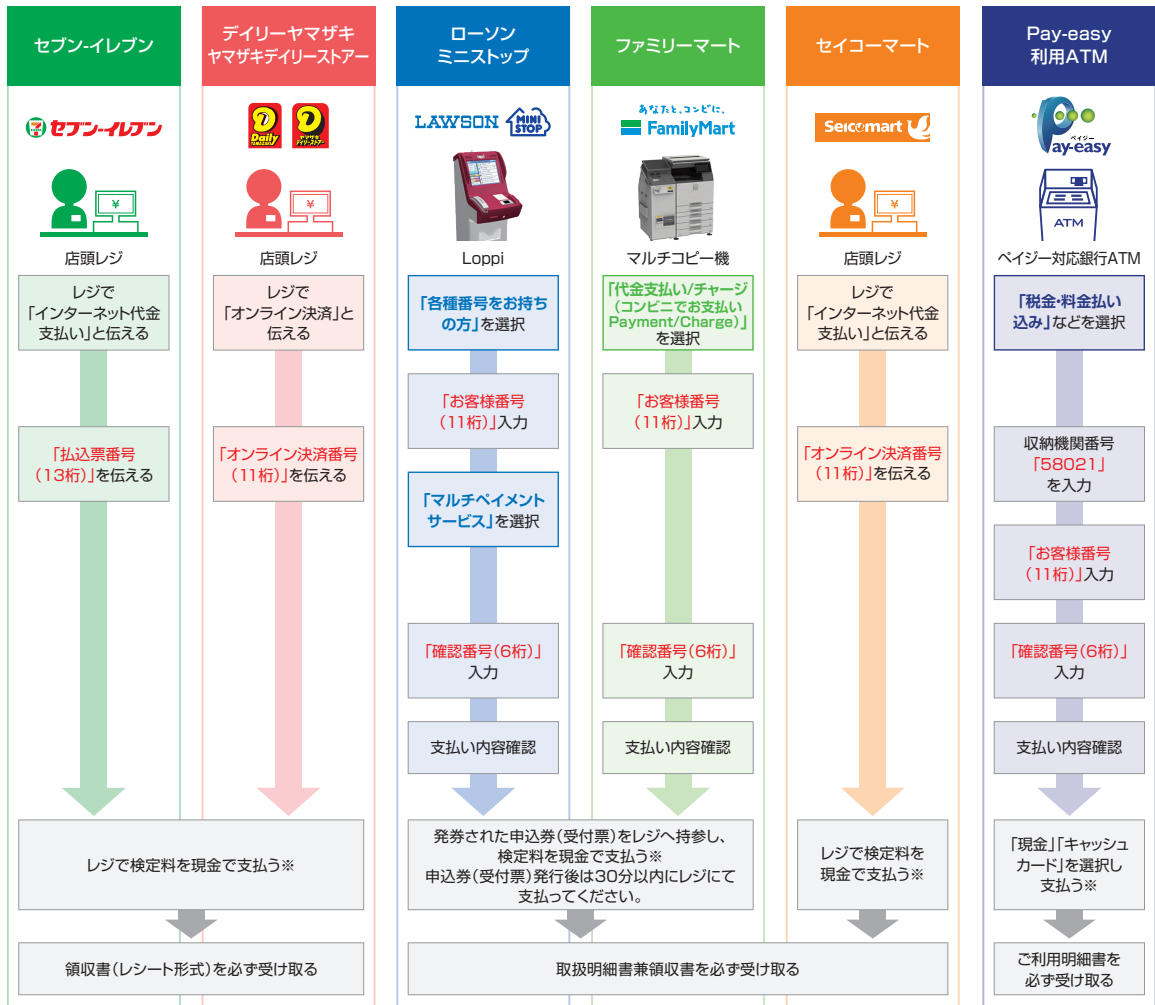 セブン-イレブン
セブン-イレブン
店頭レジ
レジで
「インターネット代金
支払い」と伝える
「払込票番号
(13桁)」を伝える
デイリーヤマザキ
ヤマザキデイリーストアー
Daily
YAMAZAKI
ヤマザキ
デイリーストアー
店頭レジ
レジで
「オンライン決済」と
伝える
「オンライン決済番号
(11桁)」を伝える
レジで検定料を現金で支払う※
領収書(レシート形式)を必ず受け取る
ローソン
ミニストップ
LAWSON
MINI
STOP
Loppi
「各種番号をお持ち
の方」を選択
「お客様番号
(11桁)」入力
「マルチペイメント
サービス」を選択
「確認番号(6桁)」
入力
支払い内容確認
ファミリーマート
あなたと、コンビに、
FamilyMart
マルチコピー機
「代金支払い/チャージ
(コンビニでお支払い
Payment/Charge)」
を選択
「お客様番号
(11桁)」入力
「確認番号(6桁)」
入力
支払い内容確認
発券された申込券(受付票)をレジへ持参し、
検定料を現金で支払う※
申込券(受付票)発行後は30分以内にレジにて
支払ってください。
セイコーマート
Seicomart
¥
店頭レジ
レジで
「インターネット代金
支払い」と伝える
「オンライン決済番号
(11桁)」を伝える
レジで検定料を
現金で支払う※
取扱明細書兼領収書を必ず受け取る
Pay-easy
利用ATM
ペイジー
Pay-easy
ATM
ペイジー対応銀行ATM
「税金・料金払い
込み」などを選択
収納機関番号
「58021」
を入力
「お客様番号
(11桁)」入力
「確認番号(6桁)」
入力
支払い内容確認
「現金」「キャッシュ
カード」を選択し
支払う※
ご利用明細書を
必ず受け取る